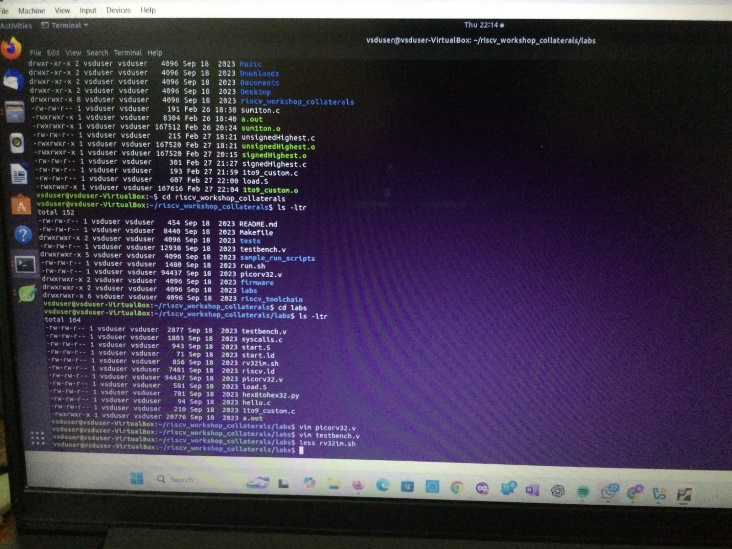 File Machine View Input Devices Help
Activities Terminal Thu 22:14
vsduser@vsduser-VirtualBox: ~/riscv_workshop_collaterals/labs
File Edit View Search Terminal Help
drwxr-xr-x 2 vsduser vsduser 4096 Sep 18 2023 Music
drwxr-xr-x 2 vsduser vsduser 4096 Sep 18 2023 Downloads
drwxr-xr-x 2 vsduser vsduser 4096 Sep 18 2023 Documents
drwxr-xr-x 2 vsduser vsduser 4096 Sep 18 2023 Desktop
drwxrwxr-x 8 vsduser vsduser 4096 Sep 18 2023 riscv_workshop_collaterals
-rw-rw-r-- 1 vsduser vsduser 191 Feb 26 18:38 sum1ton.c
-rwxrwxr-x 1 vsduser vsduser 8304 Feb 26 18:40 a.out
-rwxrwxr-x 1 vsduser vsduser 167512 Feb 26 20:24 sum1ton.o
-rw-rw-r-- 1 vsduser vsduser 215 Feb 27 18:21 unsignedHighest.c
-rwxrwxr-x 1 vsduser vsduser 167520 Feb 27 18:21 unsignedHighest.o
-rwxrwxr-x 1 vsduser vsduser 167528 Feb 27 20:15 signedHighest.o
-rw-rw-r-- 1 vsduser vsduser 301 Feb 27 21:27 signedHighest.c
-rw-rw-r-- 1 vsduser vsduser 193 Feb 27 21:59 1to9_custom.c
-rw-rw-r-- 1 vsduser vsduser 607 Feb 27 22:00 load.S
-rwxrwxr-x 1 vsduser vsduser 167616 Feb 27 22:04 1to9_custom.o
vsduser@vsduser-VirtualBox:~$ cd riscv_workshop_collaterals
vsduser@vsduser-VirtualBox:~/riscv_workshop_collaterals$ ls -ltr
total 152
-rw-rw-r-- 1 vsduser vsduser 454 Sep 18 2023 README.md
-rw-rw-r-- 1 vsduser vsduser 8440 Sep 18 2023 Makefile
drwxrwxr-x 2 vsduser vsduser 4096 Sep 18 2023 tests
-rw-rw-r-- 1 vsduser vsduser 12938 Sep 18 2023 testbench.v
drwxrwxr-x 5 vsduser vsduser 4096 Sep 18 2023 sample_run_scripts
-rw-rw-r-- 1 vsduser vsduser 1480 Sep 18 2023 run.sh
-rw-rw-r-- 1 vsduser vsduser 94437 Sep 18 2023 picorv32.v
drwxrwxr-x 2 vsduser vsduser 4096 Sep 18 2023 firmware
drwxrwxr-x 2 vsduser vsduser 4096 Sep 18 2023 labs
drwxrwxr-x 6 vsduser vsduser 4096 Sep 18 2023 riscv_toolchain
vsduser@vsduser-VirtualBox:~/riscv_workshop_collaterals$ cd labs
vsduser@vsduser-VirtualBox:~/riscv_workshop_collaterals/labs$ ls -ltr
total 164
-rw-rw-r-- 1 vsduser vsduser 2877 Sep 18 2023 testbench.v
-rw-rw-r-- 1 vsduser vsduser 1803 Sep 18 2023 syscalls.c
-rw-rw-r-- 1 vsduser vsduser 943 Sep 18 2023 start.S
-rw-rw-r-- 1 vsduser vsduser 71 Sep 18 2023 start.ld
-rw-rw-r-- 1 vsduser vsduser 856 Sep 18 2023 rv32im.sh
-rw-rw-r-- 1 vsduser vsduser 7481 Sep 18 2023 riscv.ld
-rw-rw-r-- 1 vsduser vsduser 94437 Sep 18 2023 picorv32.v
-rw-rw-r-- 1 vsduser vsduser 581 Sep 18 2023 load.S
-rw-rw-r-- 1 vsduser vsduser 781 Sep 18 2023 hex8tohex32.py
-rw-rw-r-- 1 vsduser vsduser 94 Sep 18 2023 hello.c
-rw-rw-r-- 1 vsduser vsduser 210 Sep 18 2023 1to9_custom.c
-rwxrwxr-x 1 vsduser vsduser 20776 Sep 18 2023 a.out
vsduser@vsduser-VirtualBox:~/riscv_workshop_collaterals/labs$ vim picorv32.v
vsduser@vsduser-VirtualBox:~/riscv_workshop_collaterals/labs$ vim testbench.v
vsduser@vsduser-VirtualBox:~/riscv_workshop_collaterals/labs$ less rv32im.sh
vsduser@vsduser-VirtualBox:~/riscv_workshop_collaterals/labs$
Search